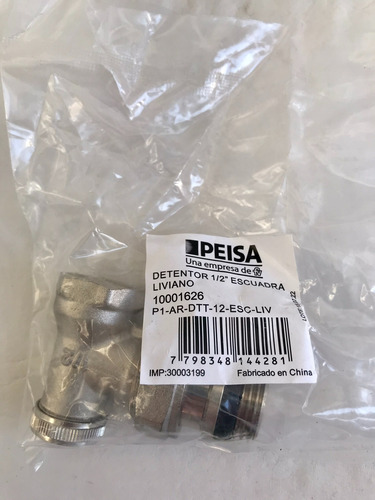 PEISA
Una empresa de
DETENTOR 1/2" ESCUADRA
LIVIANO
10001626
P1-AR-DTT-12-ESC-LIV
7 798348 144281
IMP:30003199
Fabricado en China